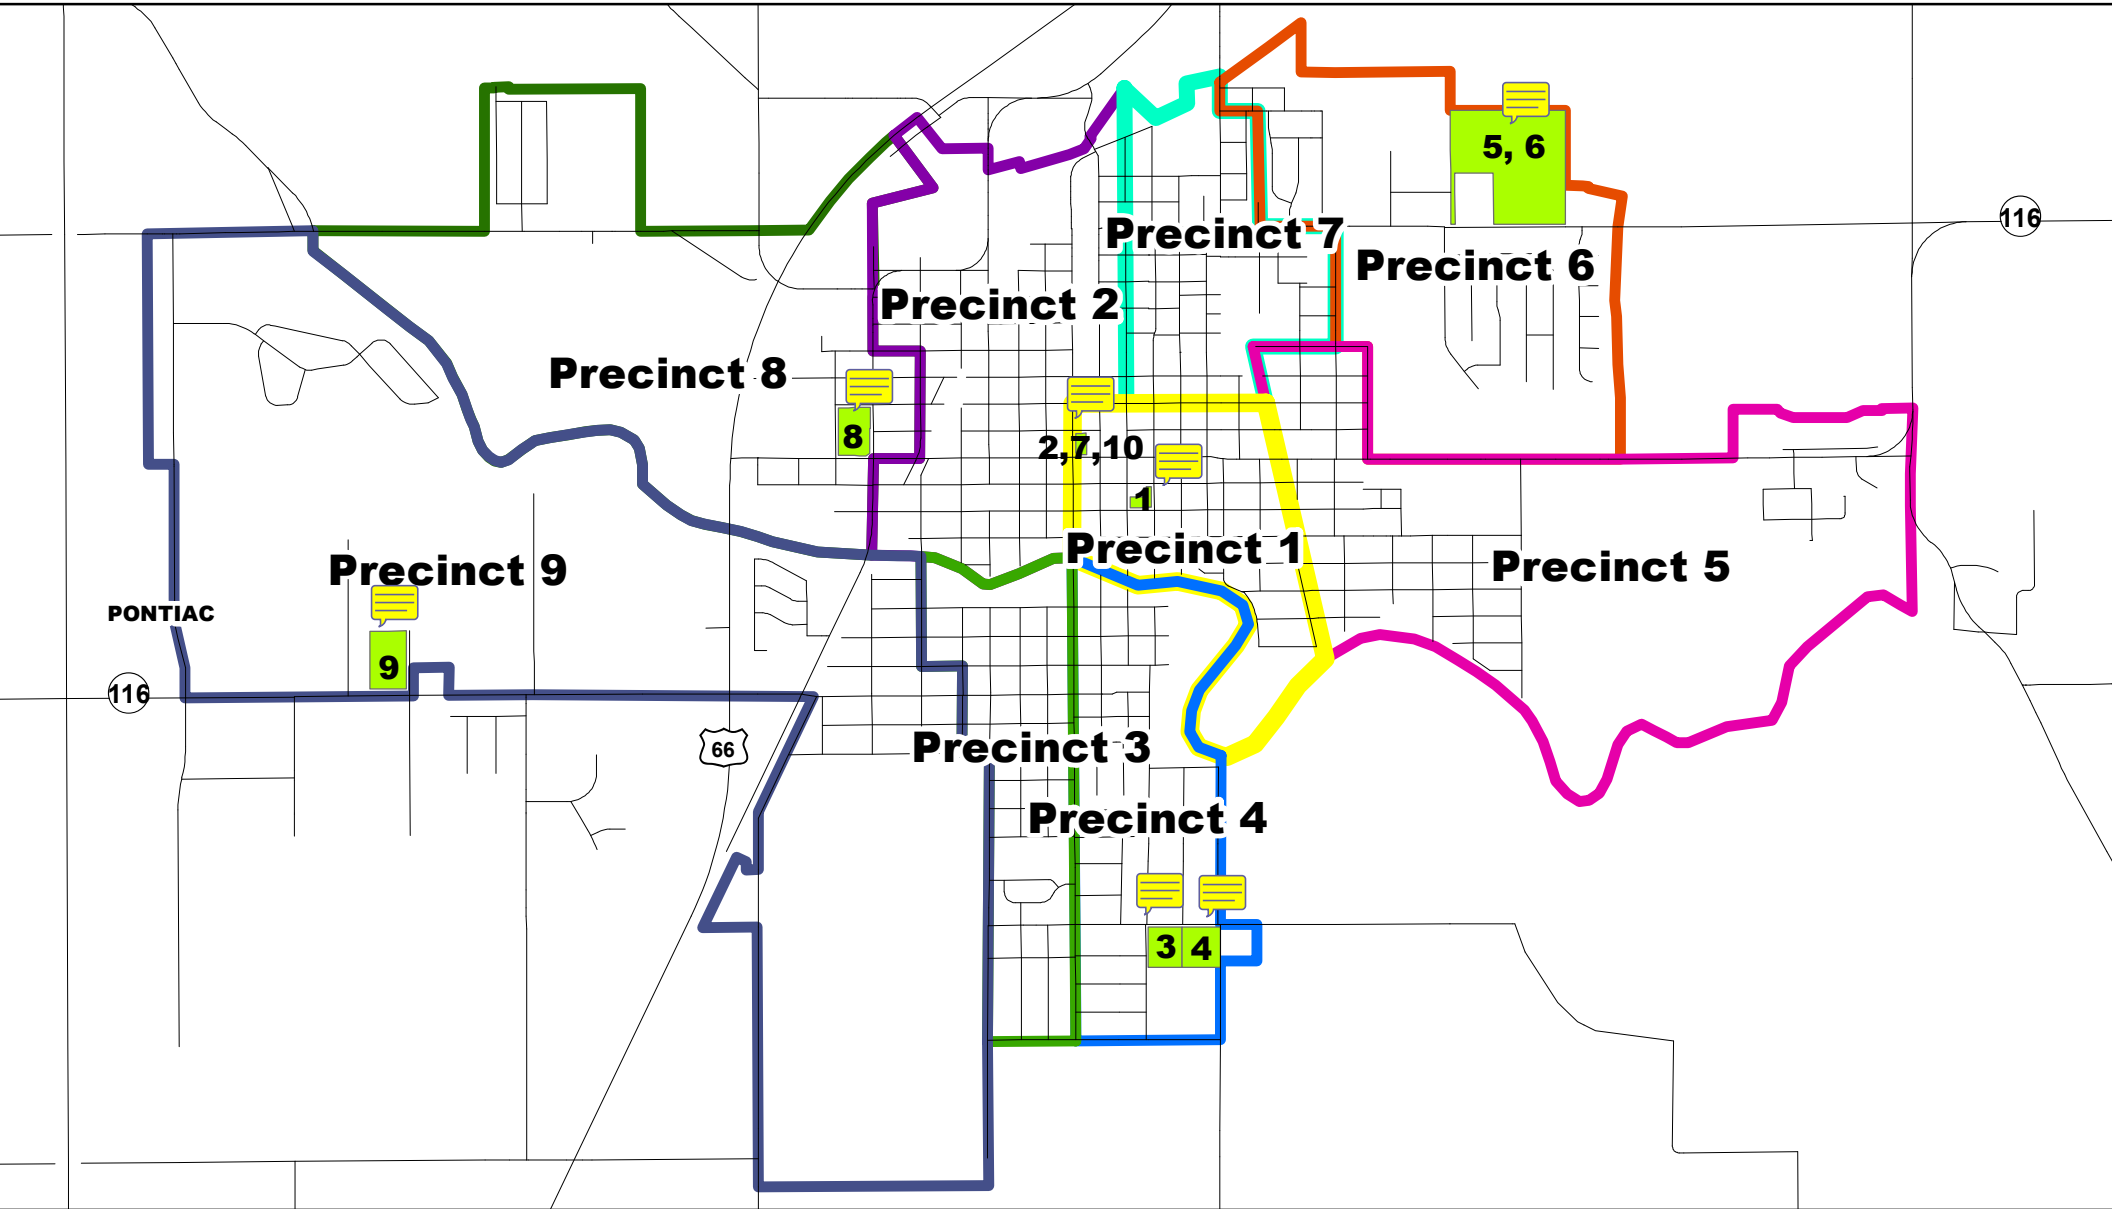 5, 6
116
Precinct 7
Precinct 6
Precinct 2
Precinct 8
8
2,7,10
1
Precinct 1
Precinct 5
Precinct 9
PONTIAC
9
116
66
Precinct 3
Precinct 4
3
4